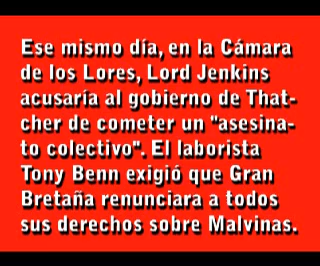 Ese mismo día, en la Cámara
de los Lores, Lord Jenkins
acusaría al gobierno de That-
cher de cometer un "asesina-
to colectivo". El laborista
Tony Benn exigió que Gran
Bretaña renunciara a todos
sus derechos sobre Malvinas.